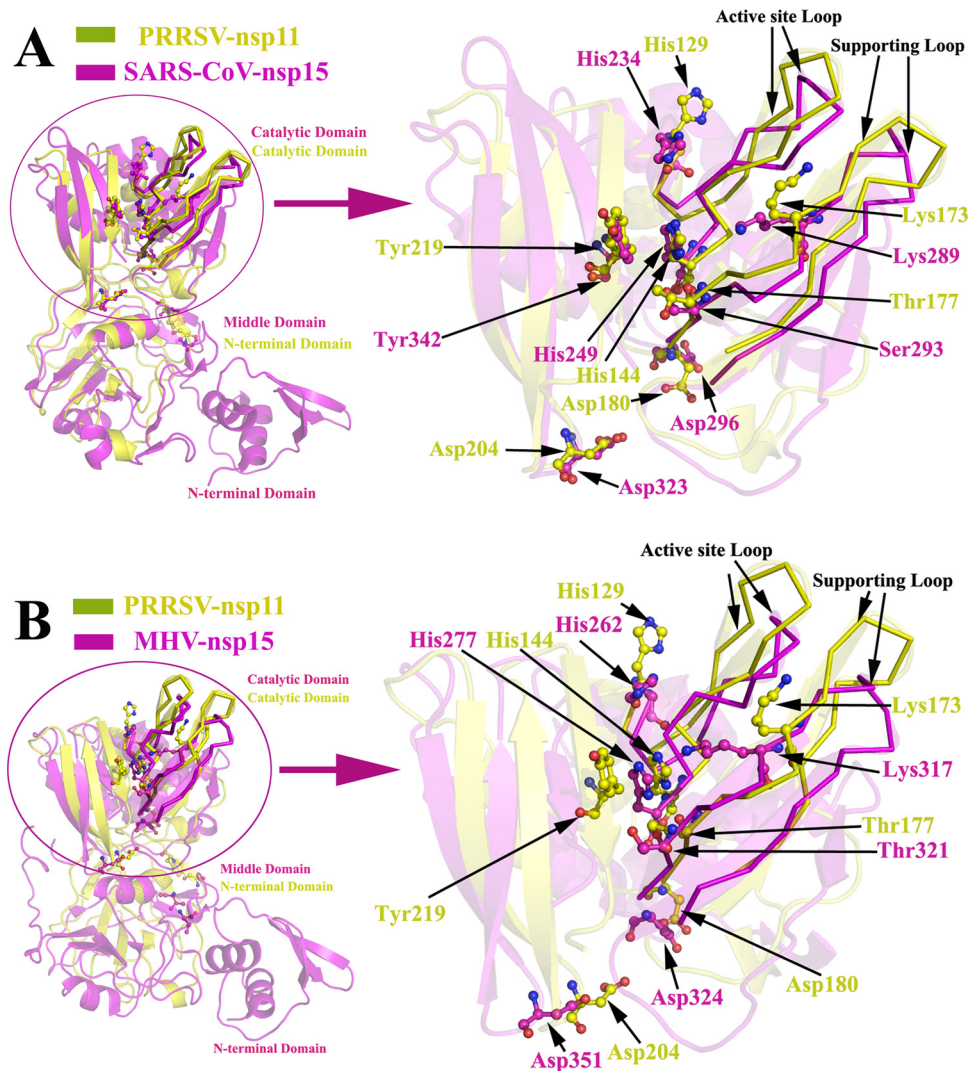 A
PRRSV-nsp11
SARS-CoV-nsp15
Catalytic Domain
Catalytic Domain
Middle Domain
N-terminal Domain
N-terminal Domain
Active site Loop
Supporting Loop
His129
His234
Lys173
Lys289
Tyr219
Thr177
Tyr342
Ser293
His249
His144
Asp180
Asp296
Asp204
Asp323
B
PRRSV-nsp11
MHV-nsp15
Catalytic Domain
Catalytic Domain
Middle Domain
N-terminal Domain
N-terminal Domain
Active site Loop
Supporting Loop
His129
His262
His277
His144
Lys173
Lys317
Thr177
Thr321
Tyr219
Asp180
Asp324
Asp351
Asp204